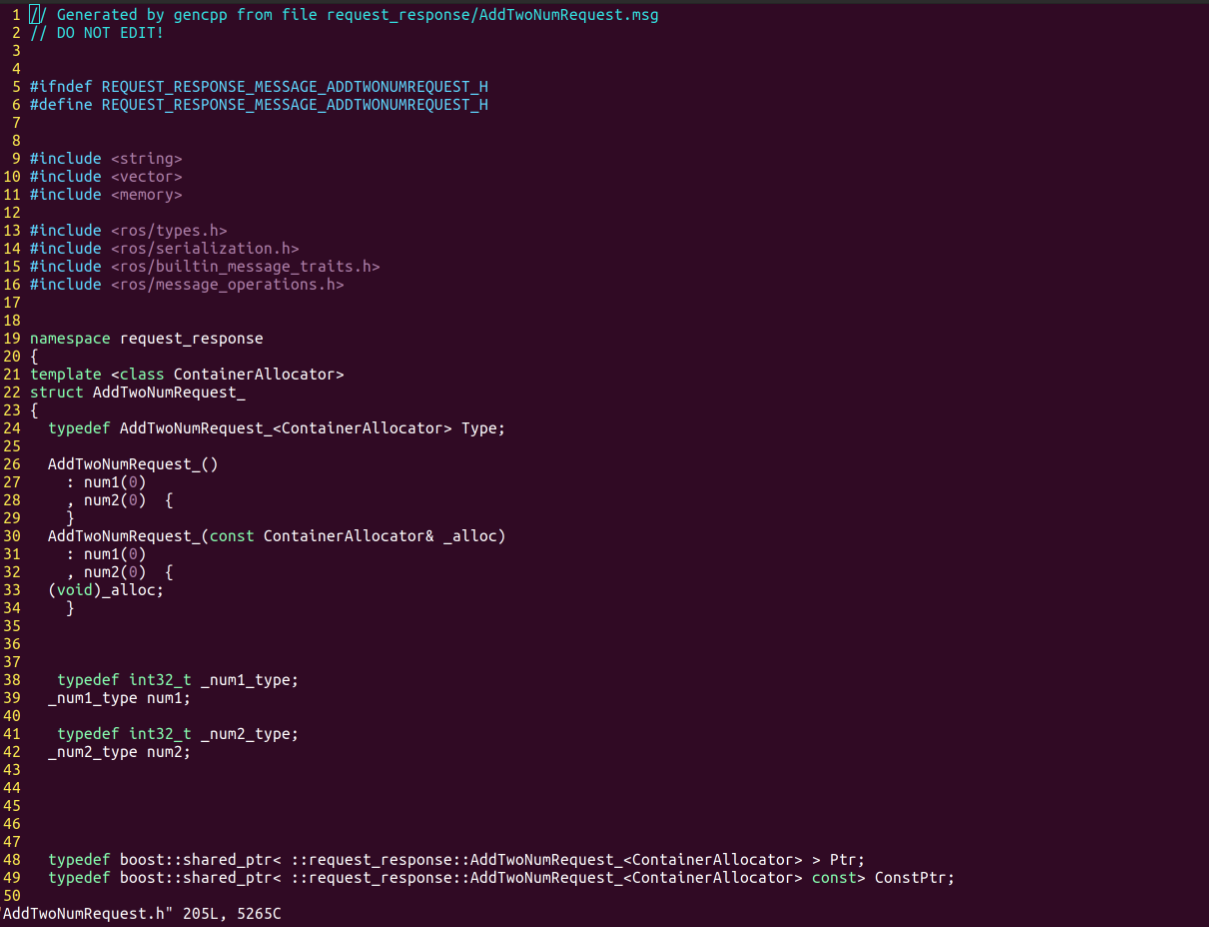 1 // Generated by gencpp from file request_response/AddTwoNumRequest.msg
2 // DO NOT EDIT!
3
4
5 #ifndef REQUEST_RESPONSE_MESSAGE_ADDTWONUMREQUEST_H
6 #define REQUEST_RESPONSE_MESSAGE_ADDTWONUMREQUEST_H
7
8
9 #include <string>
10 #include <vector>
11 #include <memory>
12
13 #include <ros/types.h>
14 #include <ros/serialization.h>
15 #include <ros/builtin_message_traits.h>
16 #include <ros/message_operations.h>
17
18
19 namespace request_response
20 {
21 template <class ContainerAllocator>
22 struct AddTwoNumRequest_
23 {
24   typedef AddTwoNumRequest_<ContainerAllocator> Type;
25
26   AddTwoNumRequest_()
27     : num1(0)
28     , num2(0)  {
29     }
30   AddTwoNumRequest_(const ContainerAllocator& _alloc)
31     : num1(0)
32     , num2(0)  {
33   (void)_alloc;
34     }
35
36
37
38    typedef int32_t _num1_type;
39   _num1_type num1;
40
41    typedef int32_t _num2_type;
42   _num2_type num2;
43
44
45
46
47
48   typedef boost::shared_ptr< ::request_response::AddTwoNumRequest_<ContainerAllocator> > Ptr;
49   typedef boost::shared_ptr< ::request_response::AddTwoNumRequest_<ContainerAllocator> const> ConstPtr;
50
"AddTwoNumRequest.h" 205L, 5265C